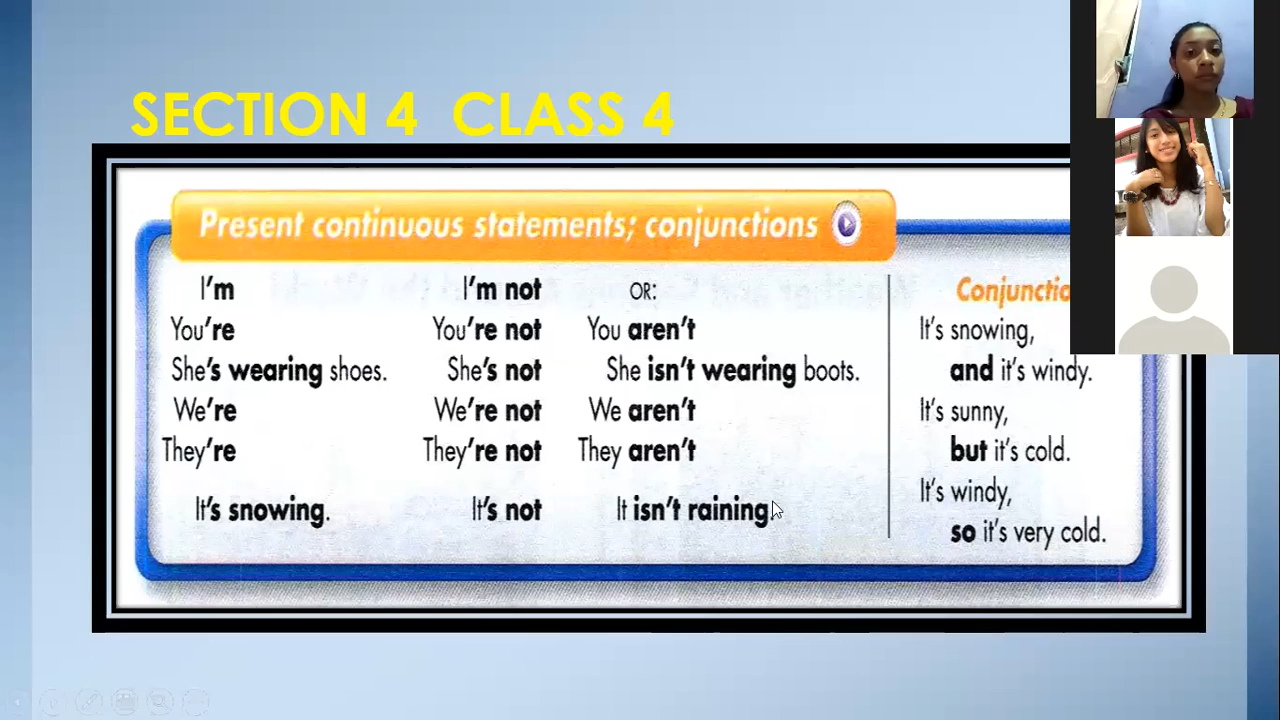 SECTION 4 CLASS 4
Present continuous statements; conjunctions
I'm I'm not OR:
You're You're not You aren't
She's wearing shoes. She's not She isn't wearing boots.
We're We're not We aren't
They're They're not They aren't
It's snowing. It's not It isn't raining.
Conjunctio
It's snowing,
and it's windy.
It's sunny,
but it's cold.
It's windy,
so it's very cold.